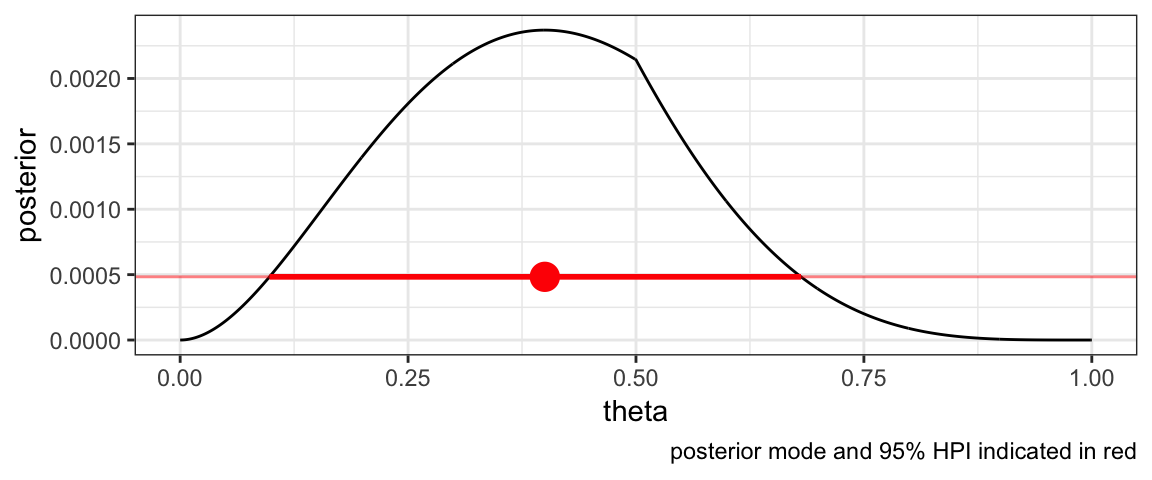 posterior
0.0020
0.0015
0.0010
0.0005
0.0000
0.00 0.25 0.50 0.75 1.00
theta
posterior mode and 95% HPI indicated in red